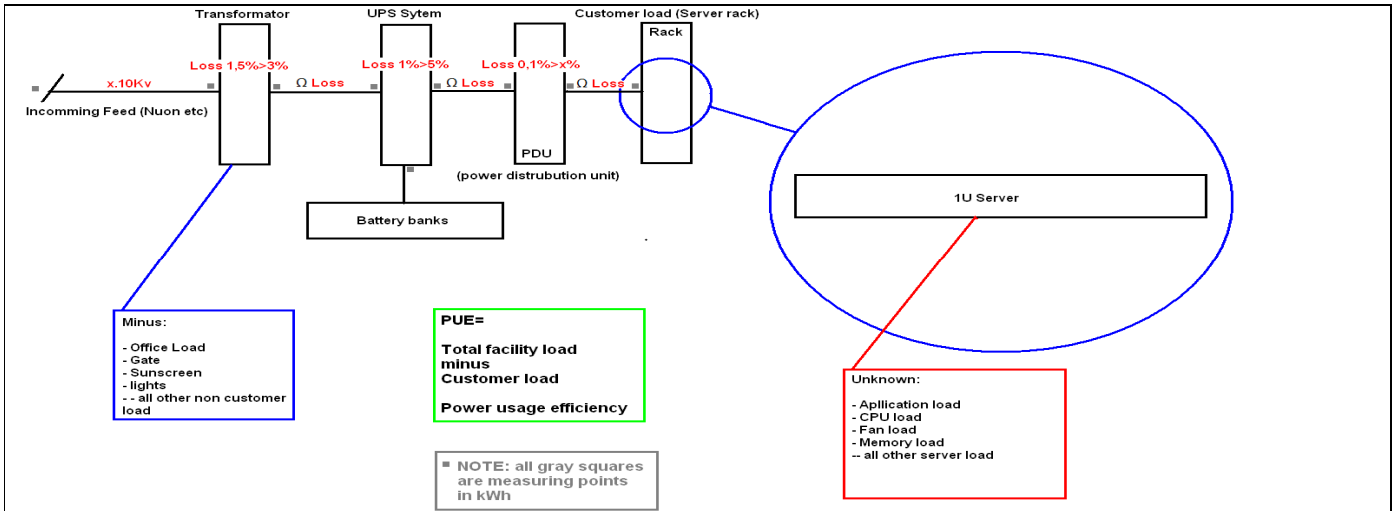 Transformator
UPS Sytem
Customer load (Server rack)
Rack
Loss 1,5%>3%
Loss 1%>5%
Loss 0,1%>x%
x.10Kv
Ω Loss
Ω Loss
Ω Loss
Incomming Feed (Nuon etc)
PDU
(power distrubution unit)
Battery banks
1U Server
Minus:
- Office Load
- Gate
- Sunscreen
- lights
- - all other non customer
load
PUE=
Total facility load
minus
Customer load
Power usage efficiency
Unknown:
- Apllication load
- CPU load
- Fan load
- Memory load
-- all other server load
NOTE: all gray squares
are measuring points
in kWh